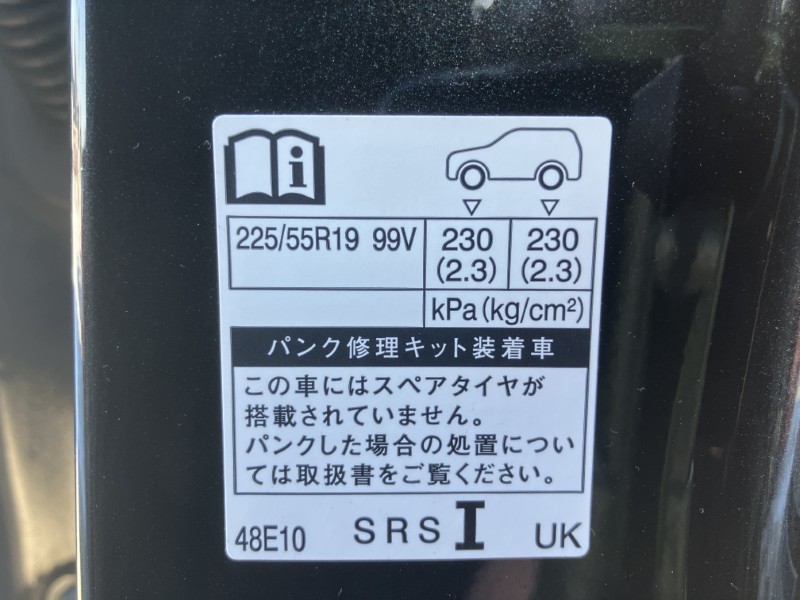 i
225/55R19 99V 230 230
(2.3) (2.3)
kPa(kg/cm²)
パンク修理キット装着車
この車にはスペアタイヤが
搭載されていません。
パンクした場合の処置につい
ては取扱書をご覧ください。
48E10 SRS I UK